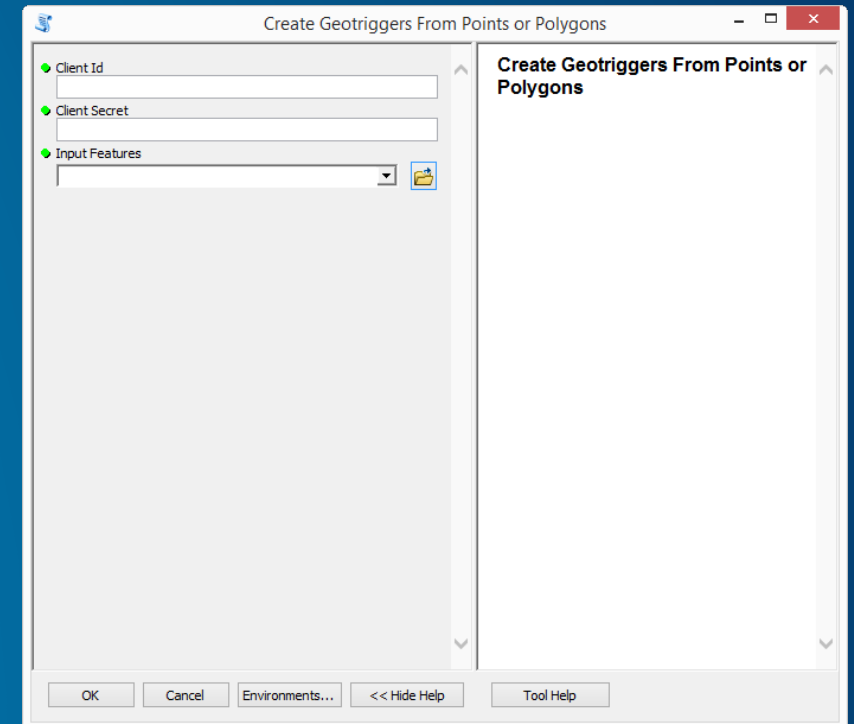 Create Geotriggers From Points or Polygons
Client Id
Client Secret
Input Features
Create Geotriggers From Points or
Polygons
OK
Cancel
Environments...
<< Hide Help
Tool Help